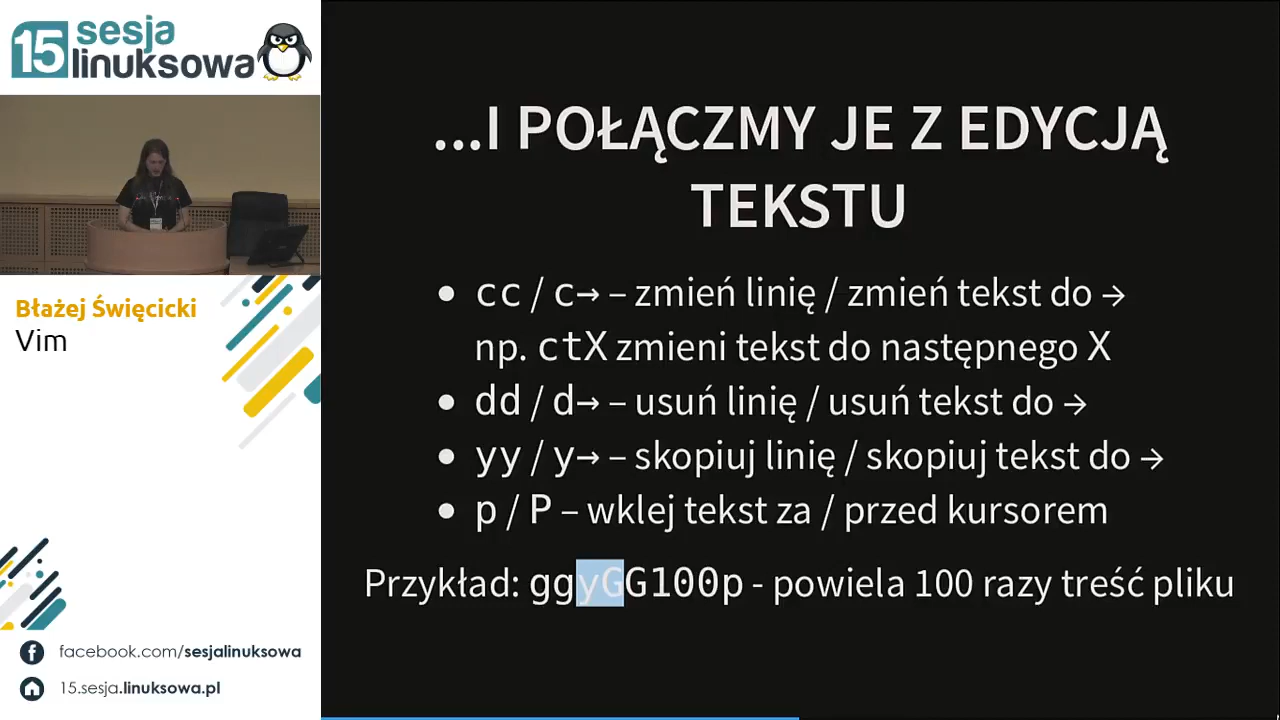 15 sesja
linuksowa
Błażej Święcicki
Vim
facebook.com/sesjalinuksowa
15.sesja.linuksowa.pl
...I POŁĄCZMY JE Z EDYCJĄ
TEKSTU
• cc / c→ – zmień linię / zmień tekst do →
np. ctX zmieni tekst do następnego X
• dd / d→ – usuń linię / usuń tekst do →
• yy / y→ – skopiuj linię / skopiuj tekst do →
• p / P – wklej tekst za / przed kursorem
Przykład: ggyGG100p - powiela 100 razy treść pliku